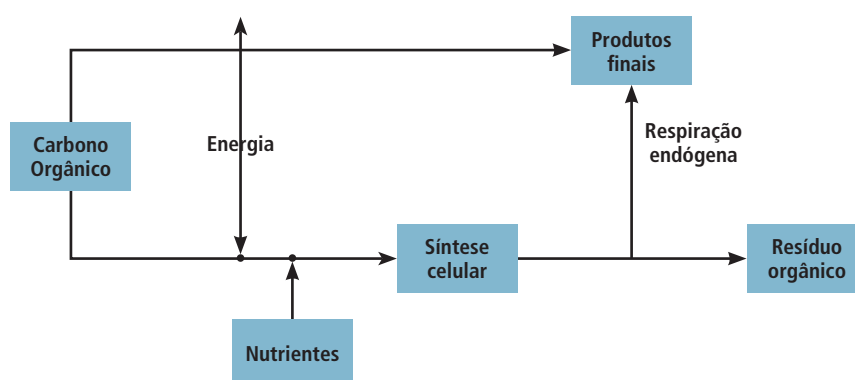 Produtos
finais
Carbono
Orgânico
Energia
Respiração
endógena
Síntese
celular
Resíduo
orgânico
Nutrientes